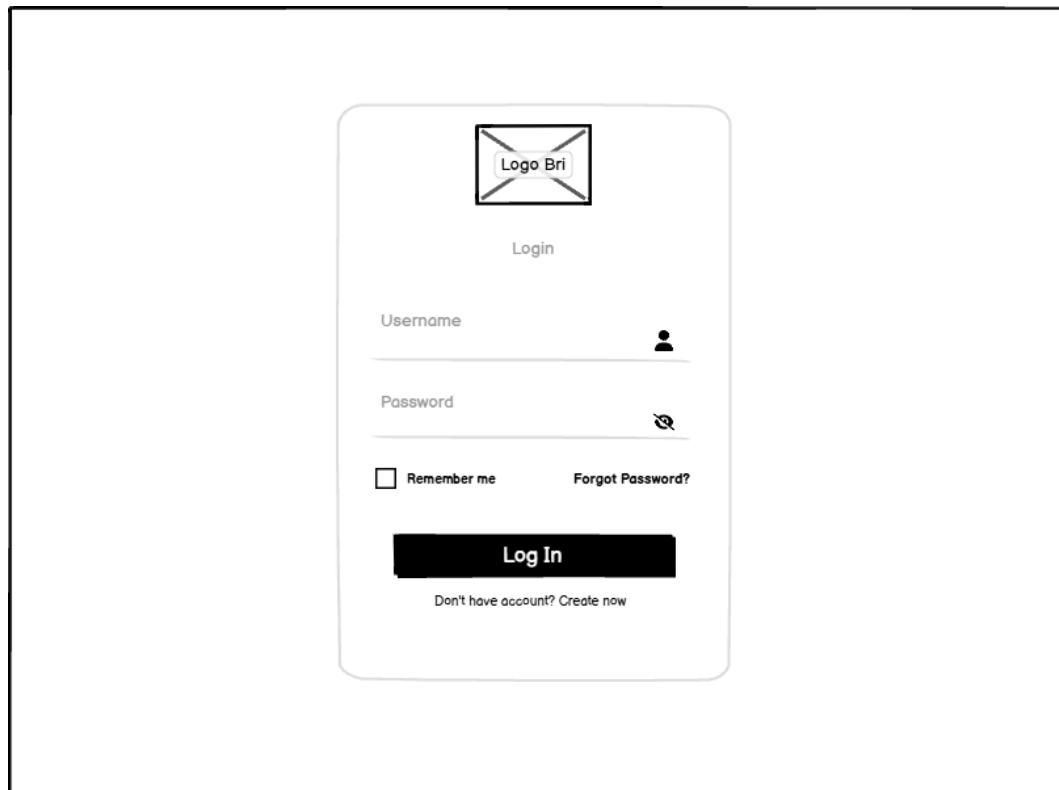 Logo Bri
Login
Username
Password
Remember me
Forgot Password?
Log In
Don't have account? Create now